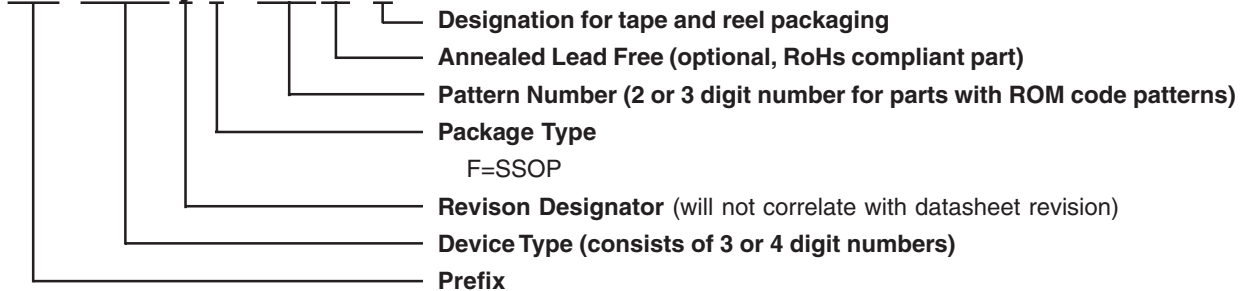 Designation for tape and reel packaging
Annealed Lead Free (optional, RoHs compliant part)
Pattern Number (2 or 3 digit number for parts with ROM code patterns)
Package Type
F=SSOP
Revison Designator (will not correlate with datasheet revision)
Device Type (consists of 3 or 4 digit numbers)
Prefix